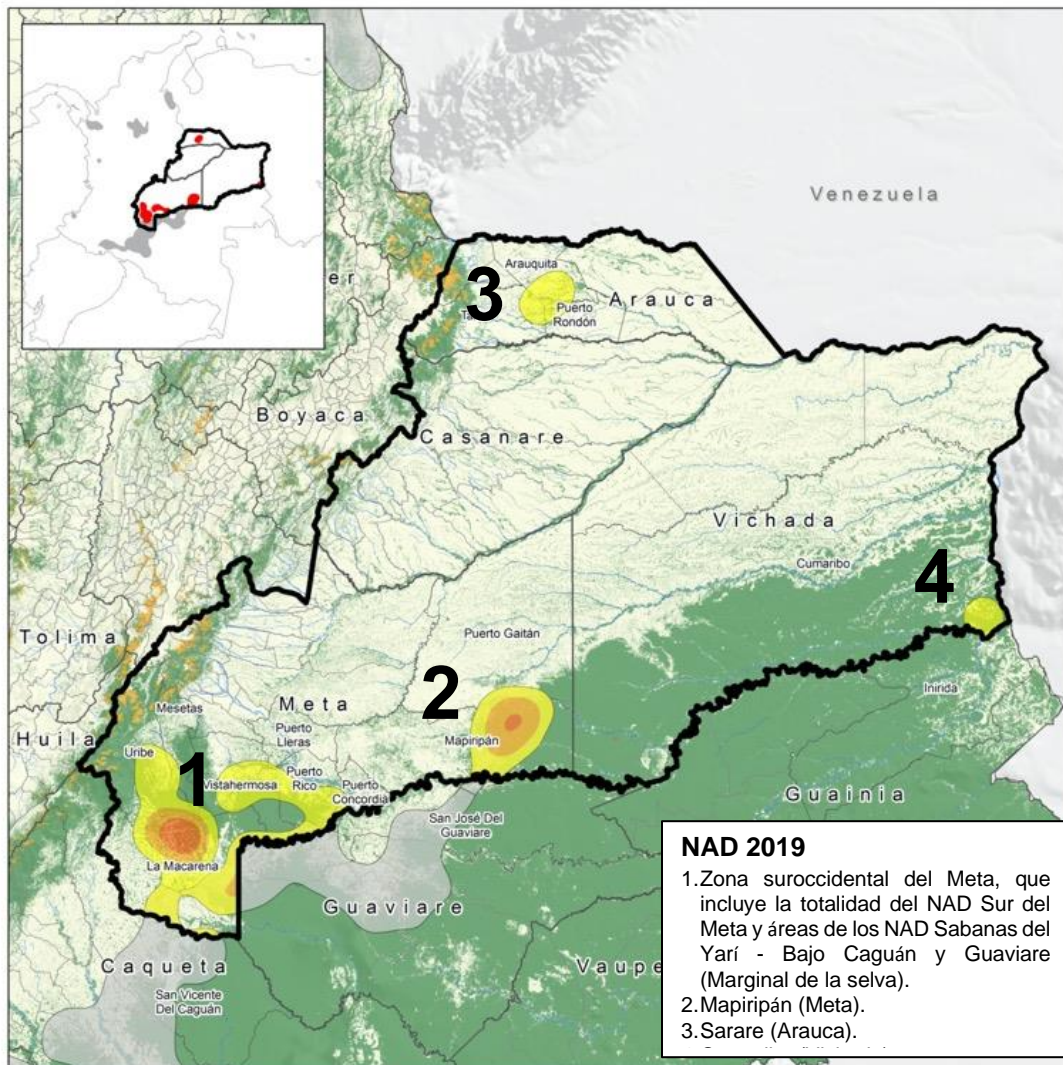 Venezuela
er
Arauquita
3
Arauca
Ta
Puerto
Rondón
Boyaca
Casanare
Vichada
Cumaribo
4
Tolima
Puerto Gaitán
2
Meta
Mesetas
Inirida
Huila
Puerto
Lleras
Mapiripán
Uribe
1
Vistahermosa
Puerto
Rico
Puerto
Concordia
Guainia
San José Del
Guaviare
La Macarena
Guaviare
Caqueta
Vaupe
San Vicente
Del Caguán
NAD 2019
1.Zona suroccidental del Meta, que
incluye la totalidad del NAD Sur del
Meta y áreas de los NAD Sabanas del
Yarí - Bajo Caguán y Guaviare
(Marginal de la selva).
2.Mapiripán (Meta).
3.Sarare (Arauca).